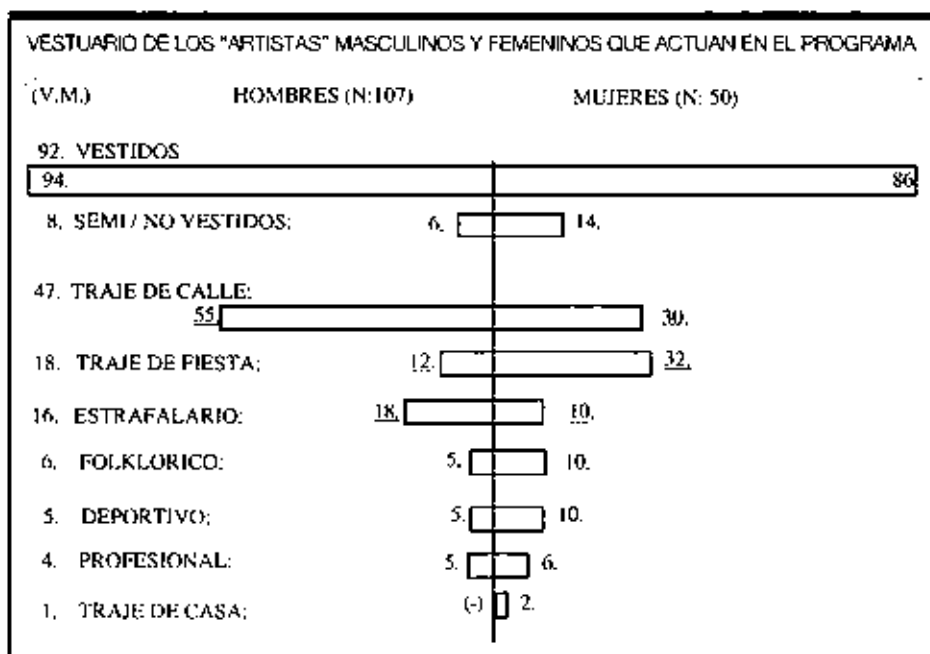 VESTUARIO DE LOS "ARTISTAS" MASCULINOS Y FEMENINOS QUE ACTUAN EN EL PROGRAMA
(V.M.) HOMBRES (N:107) MUJERES (N: 50)
92. VESTIDOS
94. 86
8. SEMI / NO VESTIDOS: 6. 14.
47. TRAJE DE CALLE:
55. 30.
18. TRAJE DE FIESTA; 12. 32.
16. ESTRAFALARIO: 18. 10.
6. FOLKLORICO: 5. 10.
5. DEPORTIVO; 5. 10.
4. PROFESIONAL: 5. 6.
1. TRAJE DE CASA; (-) 2.